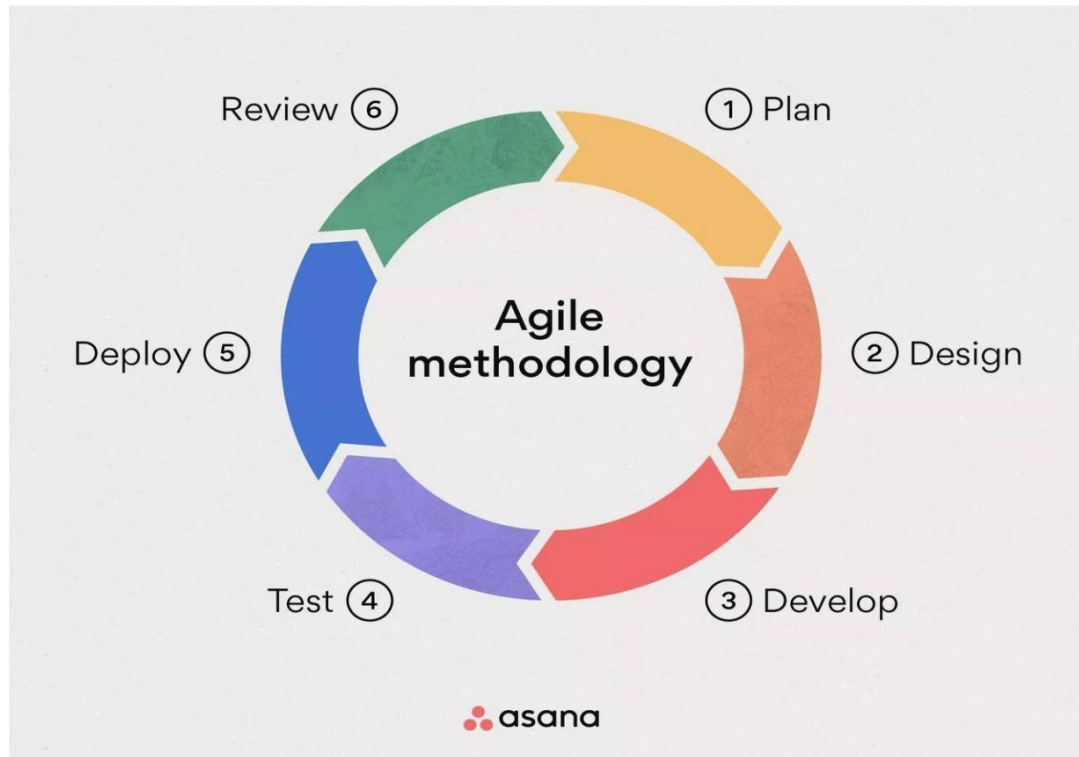 Review 6
1 Plan
Deploy 5
Agile
methodology
2 Design
Test 4
3 Develop
asana